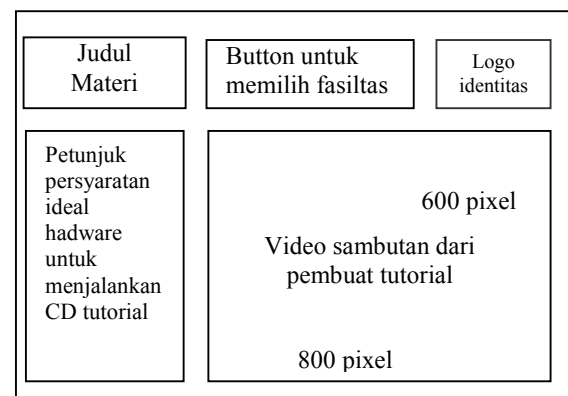 Judul
Materi
Button untuk
memilih fasiltas
Logo
identitas
Petunjuk
persyaratan
ideal
hadware
untuk
menjalankan
CD tutorial
600 pixel
Video sambutan dari
pembuat tutorial
800 pixel